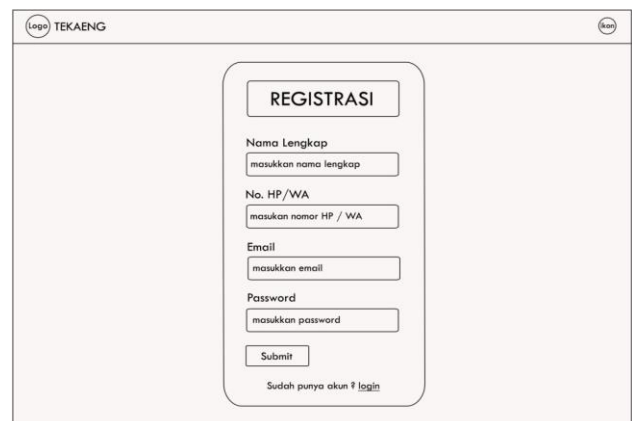 Logo TEKAENG ikon
REGISTRASI
Nama Lengkap
masukkan nama lengkap
No. HP/WA
masukan nomor HP / WA
Email
masukkan email
Password
masukkan password
Submit
Sudah punya akun ? login